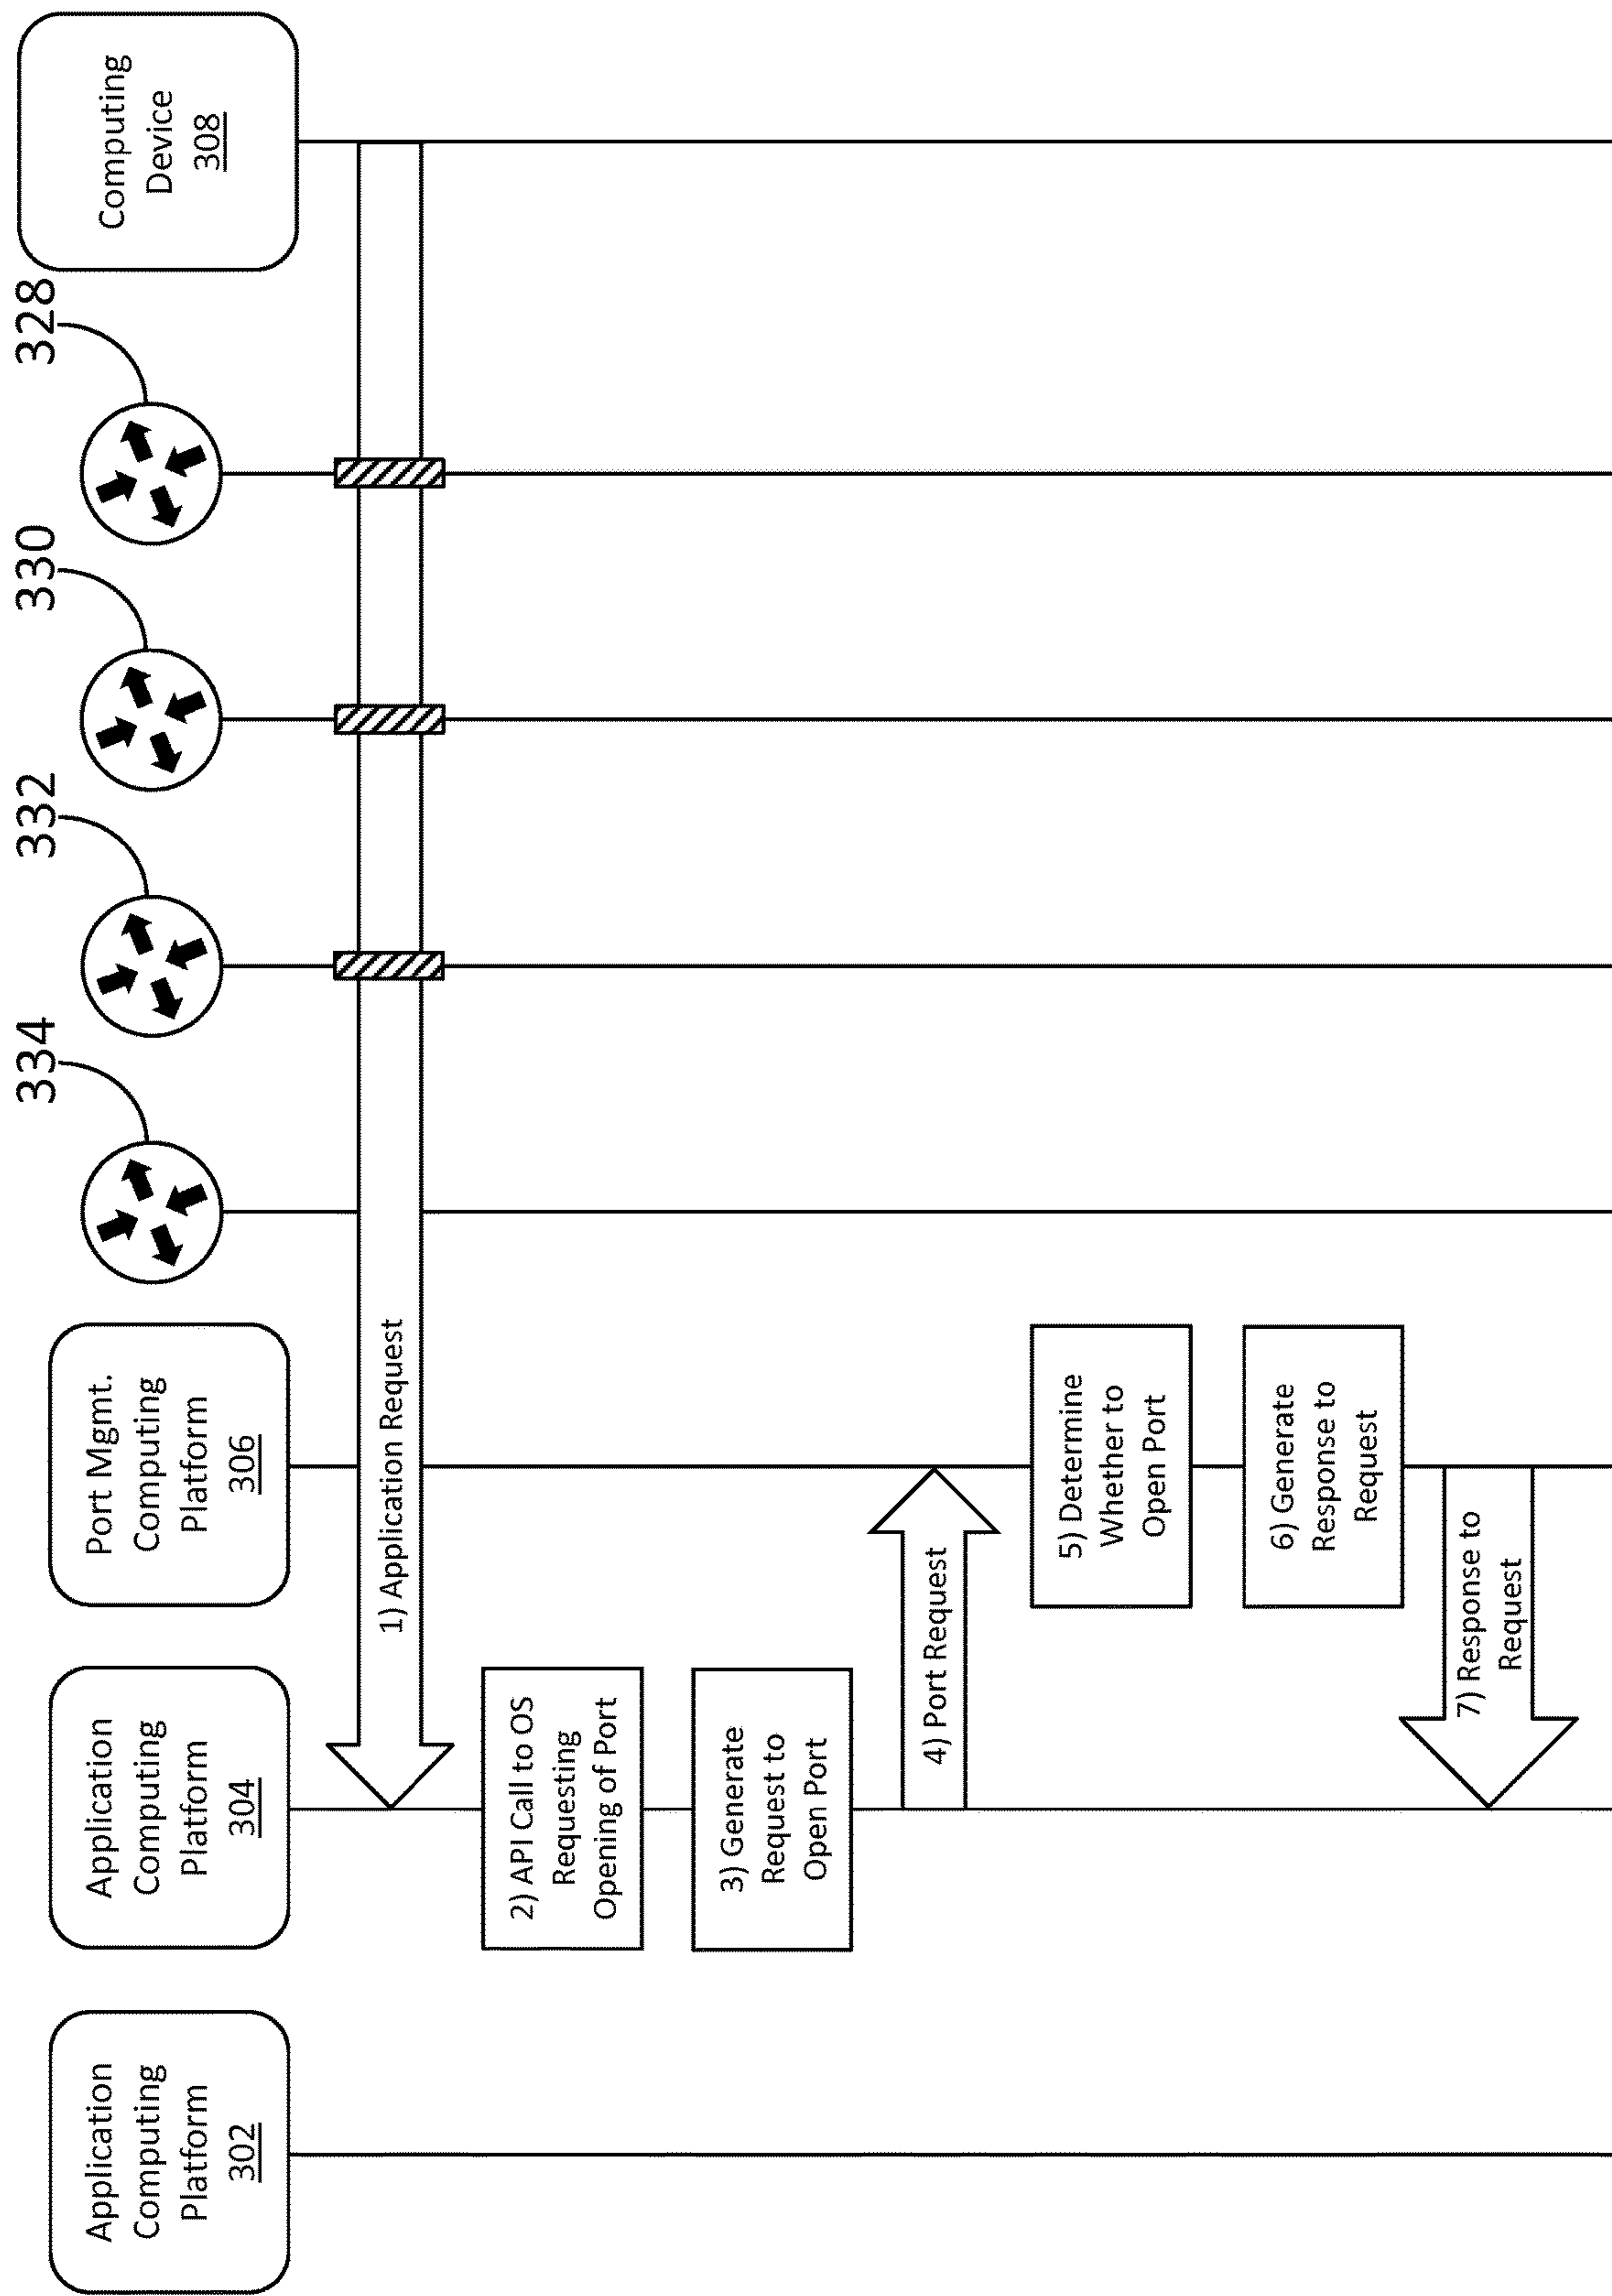 Application
Computing
Platform
302
Application
Computing
Platform
304
Port Mgmt.
Computing
Platform
306
334
332
330
328
Computing
Device
308
1) Application Request
2) API Call to OS
Requesting
Opening of Port
3) Generate
Request to
Open Port
4) Port Request
5) Determine
Whether to
Open Port
6) Generate
Response to
Request
7) Response to
Request